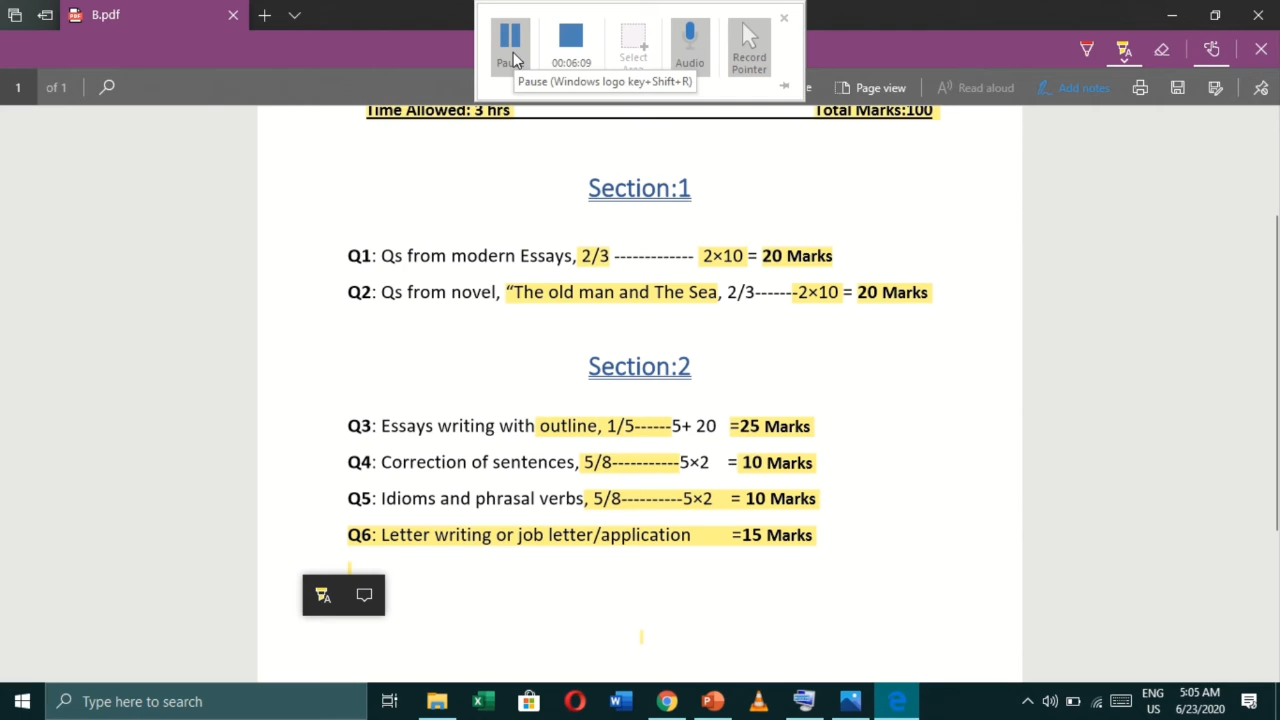 B.pdf
Pau
00:06:09
Select
Audio
Record
Pointer
Pause (Windows logo key+Shift+R)
1 of 1
Page view
Read aloud
Add notes
Time Allowed: 3 hrs Total Marks:100
Section:1
Q1: Qs from modern Essays, 2/3 ------------- 2×10 = 20 Marks
Q2: Qs from novel, “The old man and The Sea, 2/3-------2×10 = 20 Marks
Section:2
Q3: Essays writing with outline, 1/5------5+ 20 =25 Marks
Q4: Correction of sentences, 5/8-----------5×2 = 10 Marks
Q5: Idioms and phrasal verbs, 5/8----------5×2 = 10 Marks
Q6: Letter writing or job letter/application =15 Marks
Type here to search
ENG 5:05 AM
US 6/23/2020